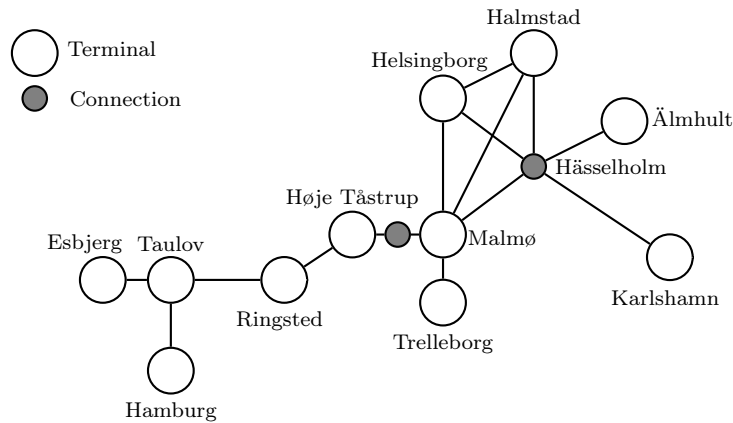 Halmstad
Terminal
Helsingborg
Connection
Älmhult
Hässelholm
Høje Tåstrup
Malmø
Esbjerg
Taulov
Karlshamn
Ringsted
Trelleborg
Hamburg